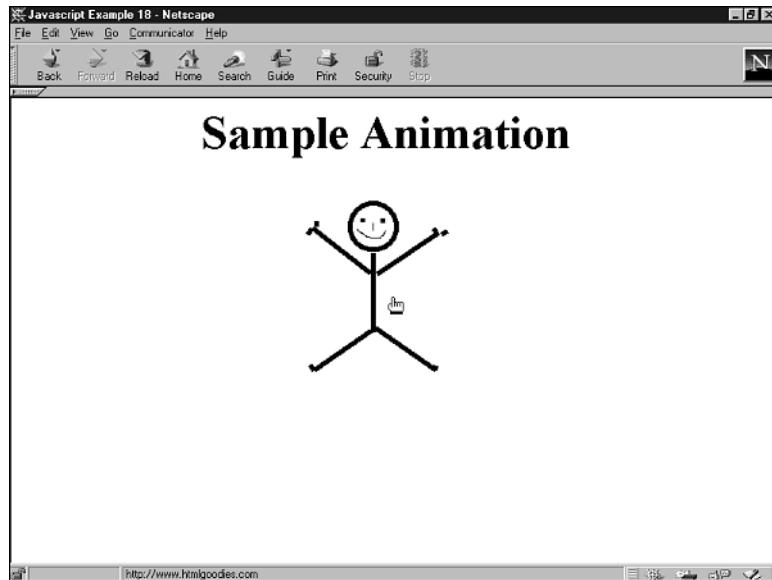 Javascript Example 18 - Netscape
File Edit View Go Communicator Help
Back Forward Reload Home Search Guide Print Security Stop
N
Sample Animation
http://www.htmlgoodies.com